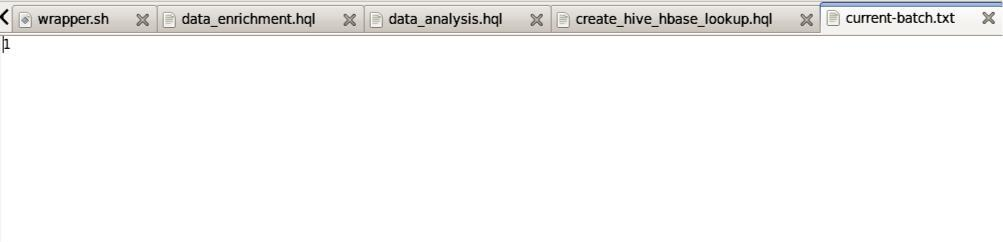 wrapper.sh data_enrichment.hql data_analysis.hql create_hive_hbase_lookup.hql current-batch.txt
1